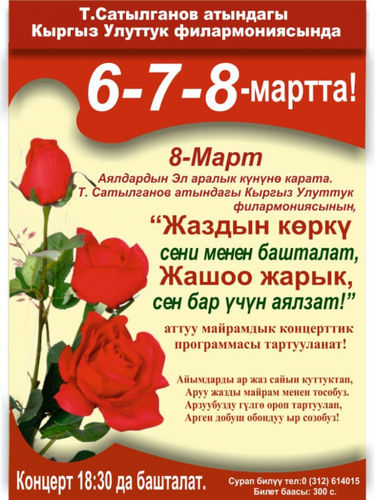 Т.Сатылганов атындагы
Кыргыз Улуттук филармониясында
6-7-8-мартта!
8-Март
Аялдардын Эл аралык күнүнө карата.
Т. Сатылганов атындагы Кыргыз Улуттук
филармониясынын,
“Жаздын көркү
сени менен башталат,
Жашоо жарык,
сен бар үчүн аялзат!”
аттуу майрамдык концерттик
программасы тартууланат!
Айымдарды ар жаз сайын куттуктап,
Аруу жазды майрам менен тособуз.
Арзуубузду гүлгө ороп тартуулап,
Арген добуш обондуу ыр созобуз!
Концерт 18:30 да башталат.
Сурап билүү тел:0 (312) 614015
Билет баасы: 300 с.